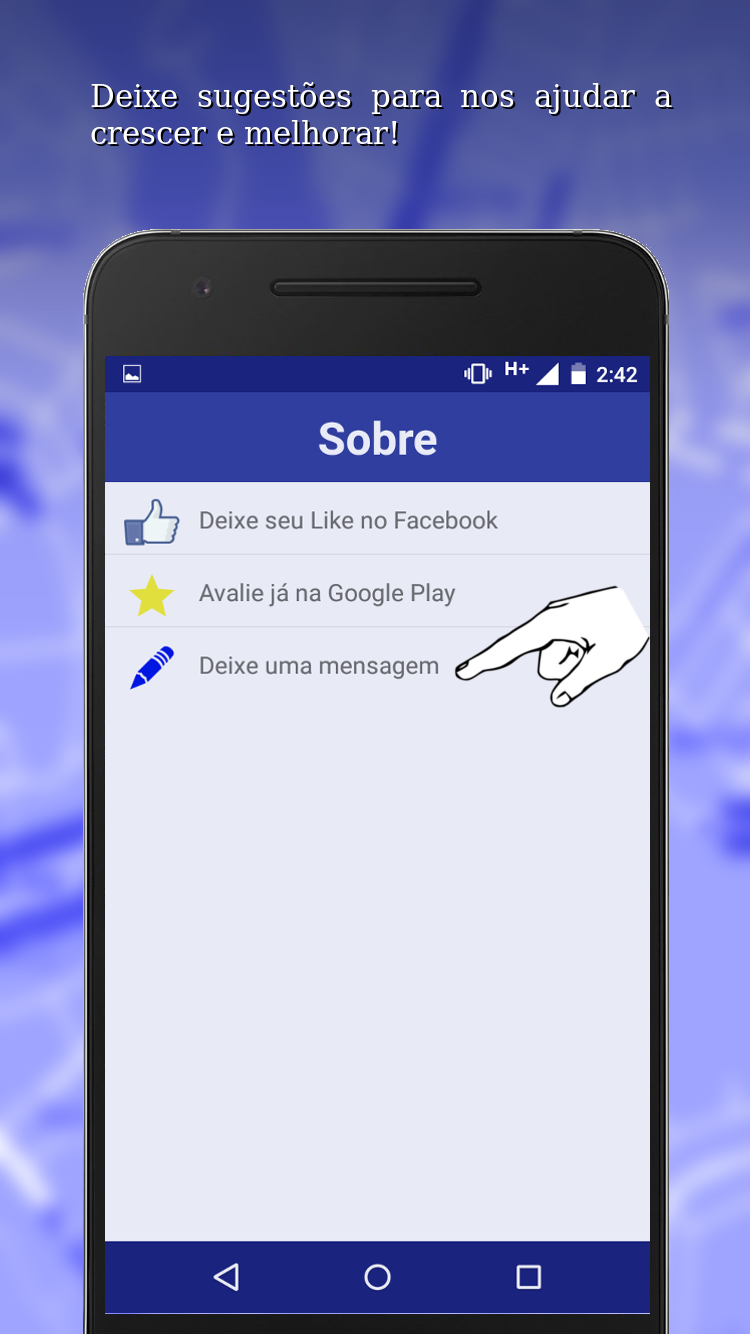 Deixe sugestões para nos ajudar a
crescer e melhorar!
H+ 2:42
Sobre
Deixe seu Like no Facebook
Avalie já na Google Play
Deixe uma mensagem